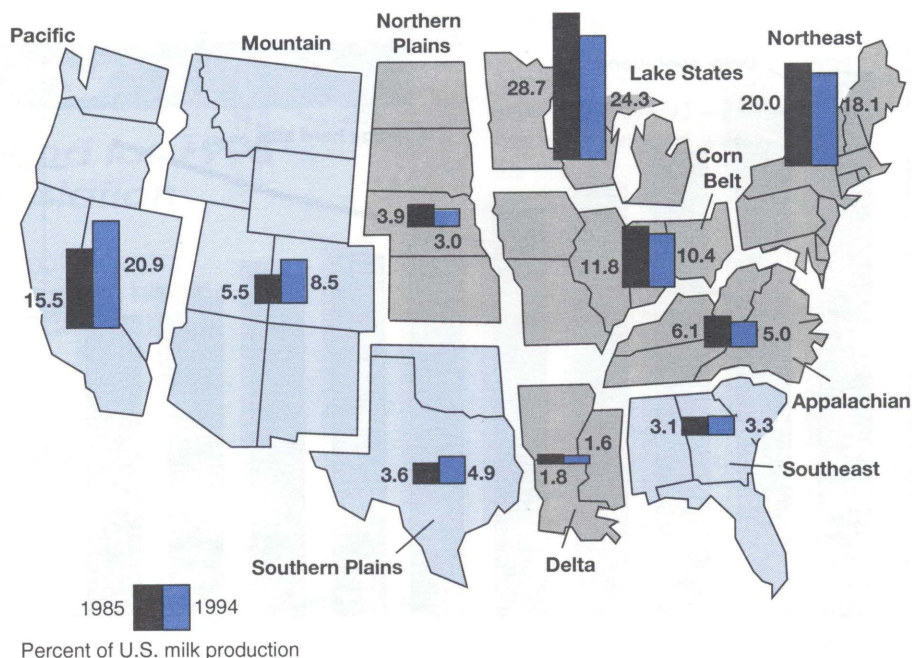 Pacific
Mountain
Northern
Plains
Northeast
Lake States
28.7
24.3
20.0
18.1
Corn
Belt
3.9
3.0
15.5
20.9
5.5
8.5
11.8
10.4
6.1
5.0
Appalachian
3.6
4.9
1.8
1.6
3.1
3.3
Southeast
Southern Plains
Delta
1985 1994
Percent of U.S. milk production